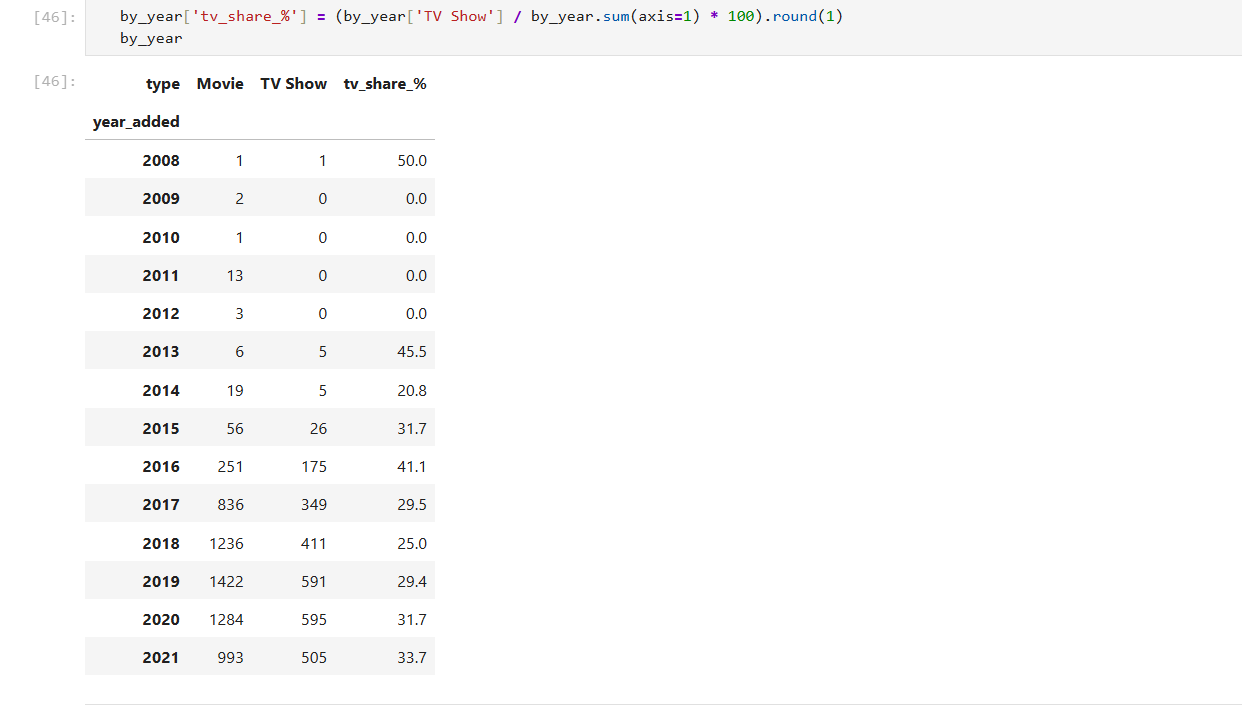 [46]: by_year['tv_share_%'] = (by_year['TV Show'] / by_year.sum(axis=1) * 100).round(1)
by_year
[46]: type Movie TV Show tv_share_%
year_added
2008 1 1 50.0
2009 2 0 0.0
2010 1 0 0.0
2011 13 0 0.0
2012 3 0 0.0
2013 6 5 45.5
2014 19 5 20.8
2015 56 26 31.7
2016 251 175 41.1
2017 836 349 29.5
2018 1236 411 25.0
2019 1422 591 29.4
2020 1284 595 31.7
2021 993 505 33.7